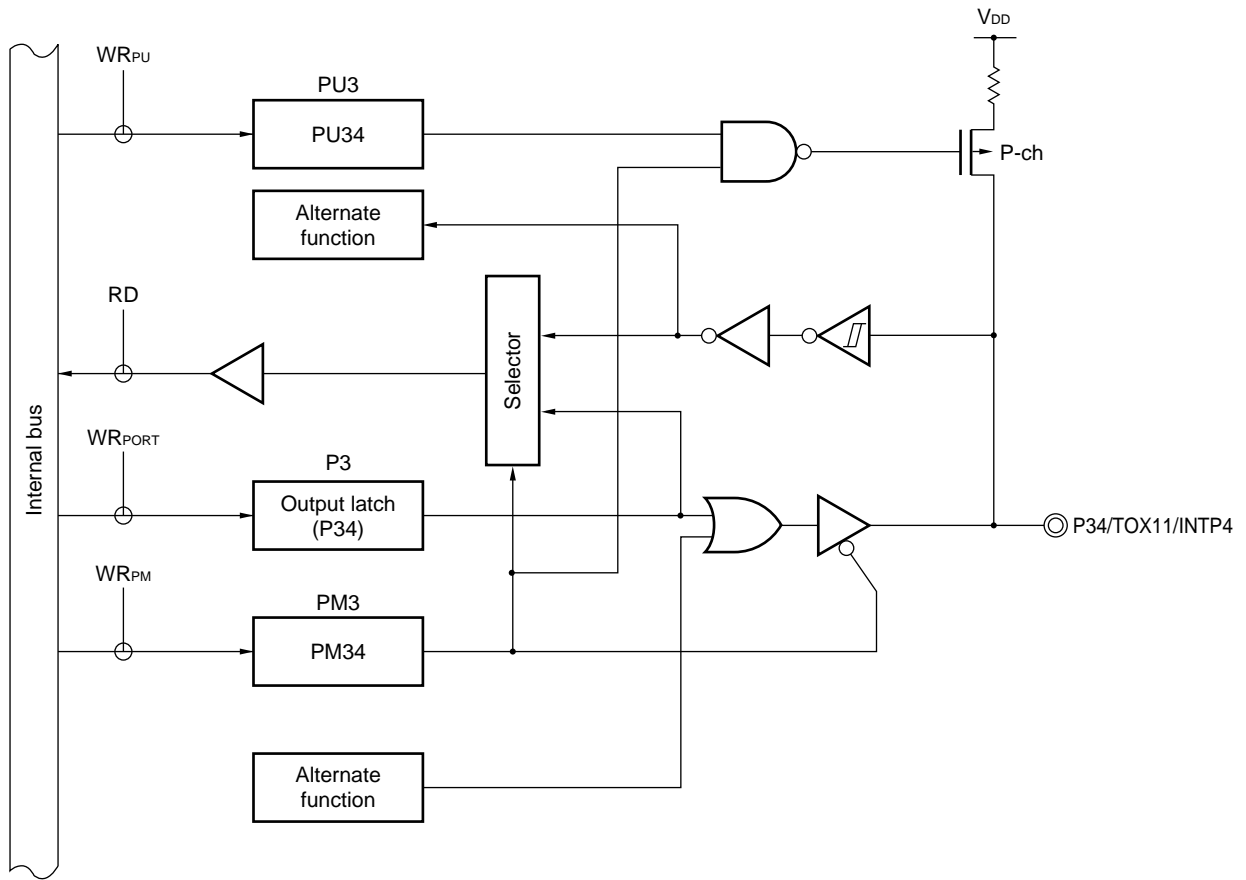 VDD
WRPU
PU3
PU34
P-ch
Alternate
function
RD
Selector
Internal bus
WRPORT
P3
Output latch
(P34)
P34/TOX11/INTP4
WRPM
PM3
PM34
Alternate
function